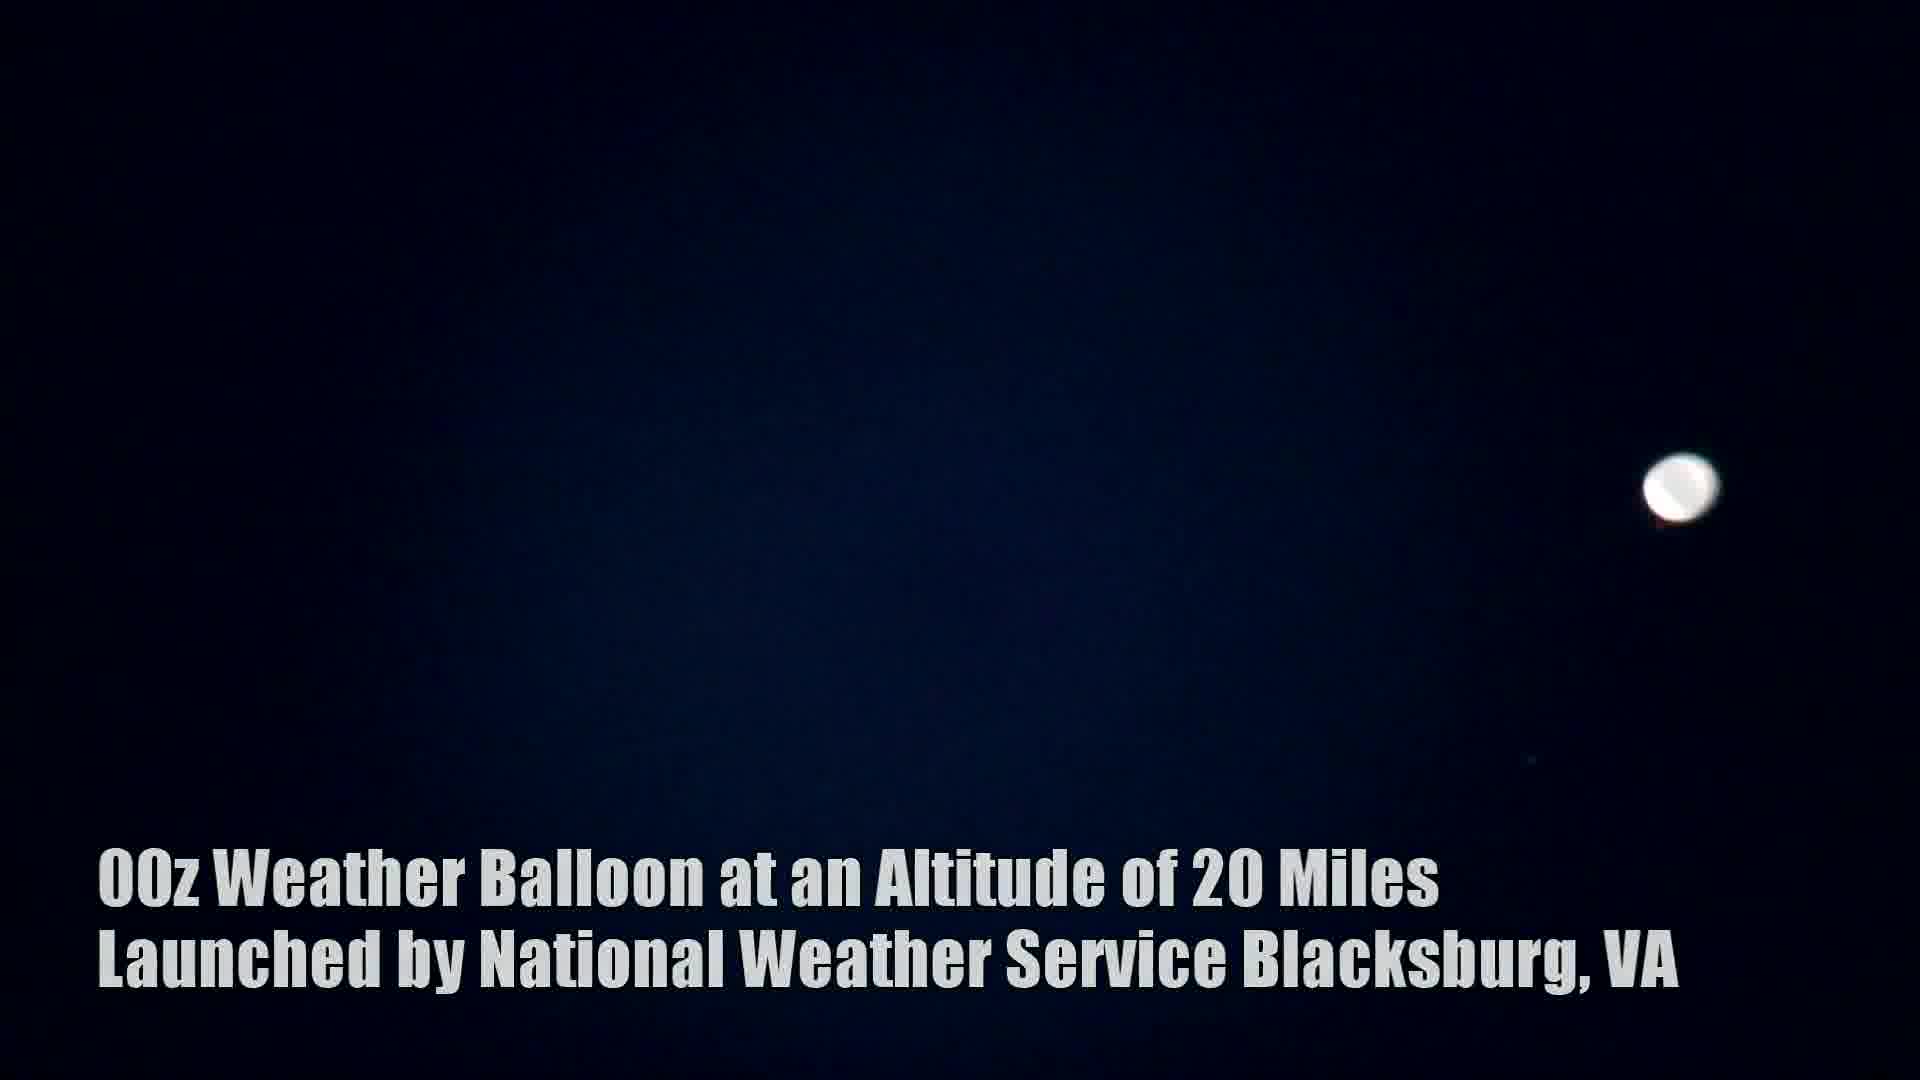 00z Weather Balloon at an Altitude of 20 Miles
Launched by National Weather Service Blacksburg, VA